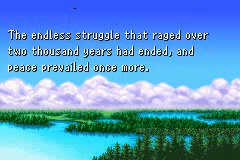 The endless struggle that raged over
two thousand years had ended, and
peace prevailed once more.